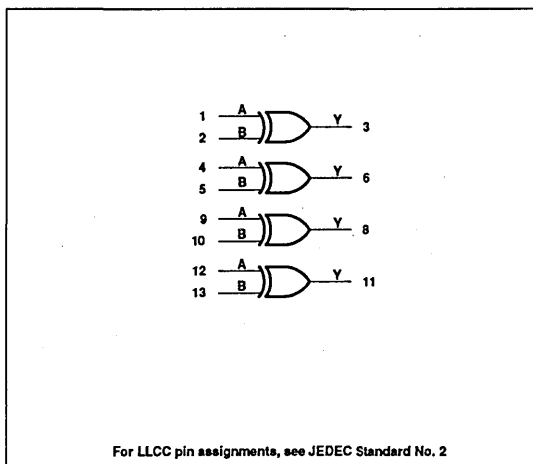 1 A
2 B
Y 3
4 A
5 B
Y 6
9 A
10 B
Y 8
12 A
13 B
Y 11
For LLCC pin assignments, see JEDEC Standard No. 2